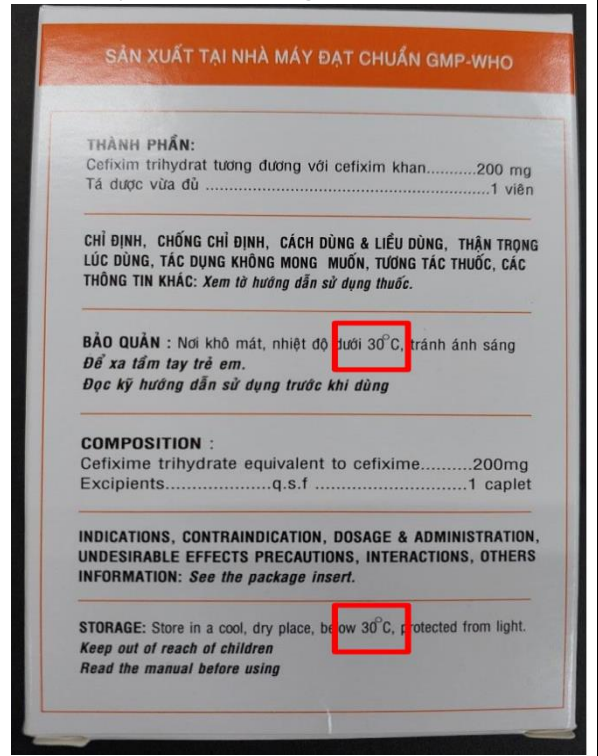 SẢN XUẤT TẠI NHÀ MÁY ĐẠT CHUẨN GMP-WHO
THÀNH PHẦN:
Cefixim trihydrat tương đương với cefixim khan...........200 mg
Tá dược vừa đủ ......................................................1 viên
CHỈ ĐỊNH, CHỐNG CHỈ ĐỊNH, CÁCH DÙNG & LIỀU DÙNG, THẬN TRỌNG
LÚC DÙNG, TÁC DỤNG KHÔNG MONG MUỐN, TƯƠNG TÁC THUỐC, CÁC
THÔNG TIN KHÁC: Xem tờ hướng dẫn sử dụng thuốc.
BẢO QUẢN : Nơi khô mát, nhiệt độ dưới 30°C, tránh ánh sáng
Để xa tầm tay trẻ em.
Đọc kỹ hướng dẫn sử dụng trước khi dùng
COMPOSITION :
Cefixime trihydrate equivalent to cefixime..........200mg
Excipients...................q.s.f ........................1 caplet
INDICATIONS, CONTRAINDICATION, DOSAGE & ADMINISTRATION,
UNDESIRABLE EFFECTS PRECAUTIONS, INTERACTIONS, OTHERS
INFORMATION: See the package insert.
STORAGE: Store in a cool, dry place, below 30°C, protected from light.
Keep out of reach of children
Read the manual before using